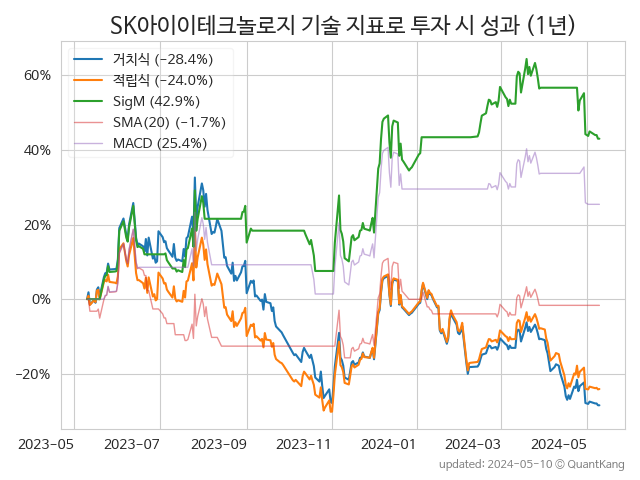 SK아이이테크놀로지 기술 지표로 투자 시 성과 (1년)
거치식 (−28.4%)
적립식 (−24.0%)
SigM (42.9%)
SMA(20) (−1.7%)
MACD (25.4%)
60%
40%
20%
0%
−20%
2023-05 2023-07 2023-09 2023-11 2024-01 2024-03 2024-05
updated: 2024-05-10 © QuantKang